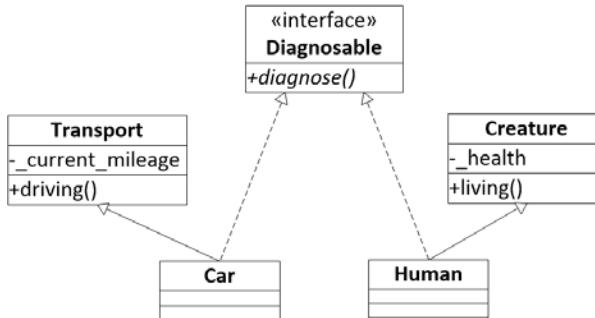 «interface»
Diagnosable
+diagnose()
Transport
-_current_mileage
+driving()
Creature
-_health
+living()
Car
Human